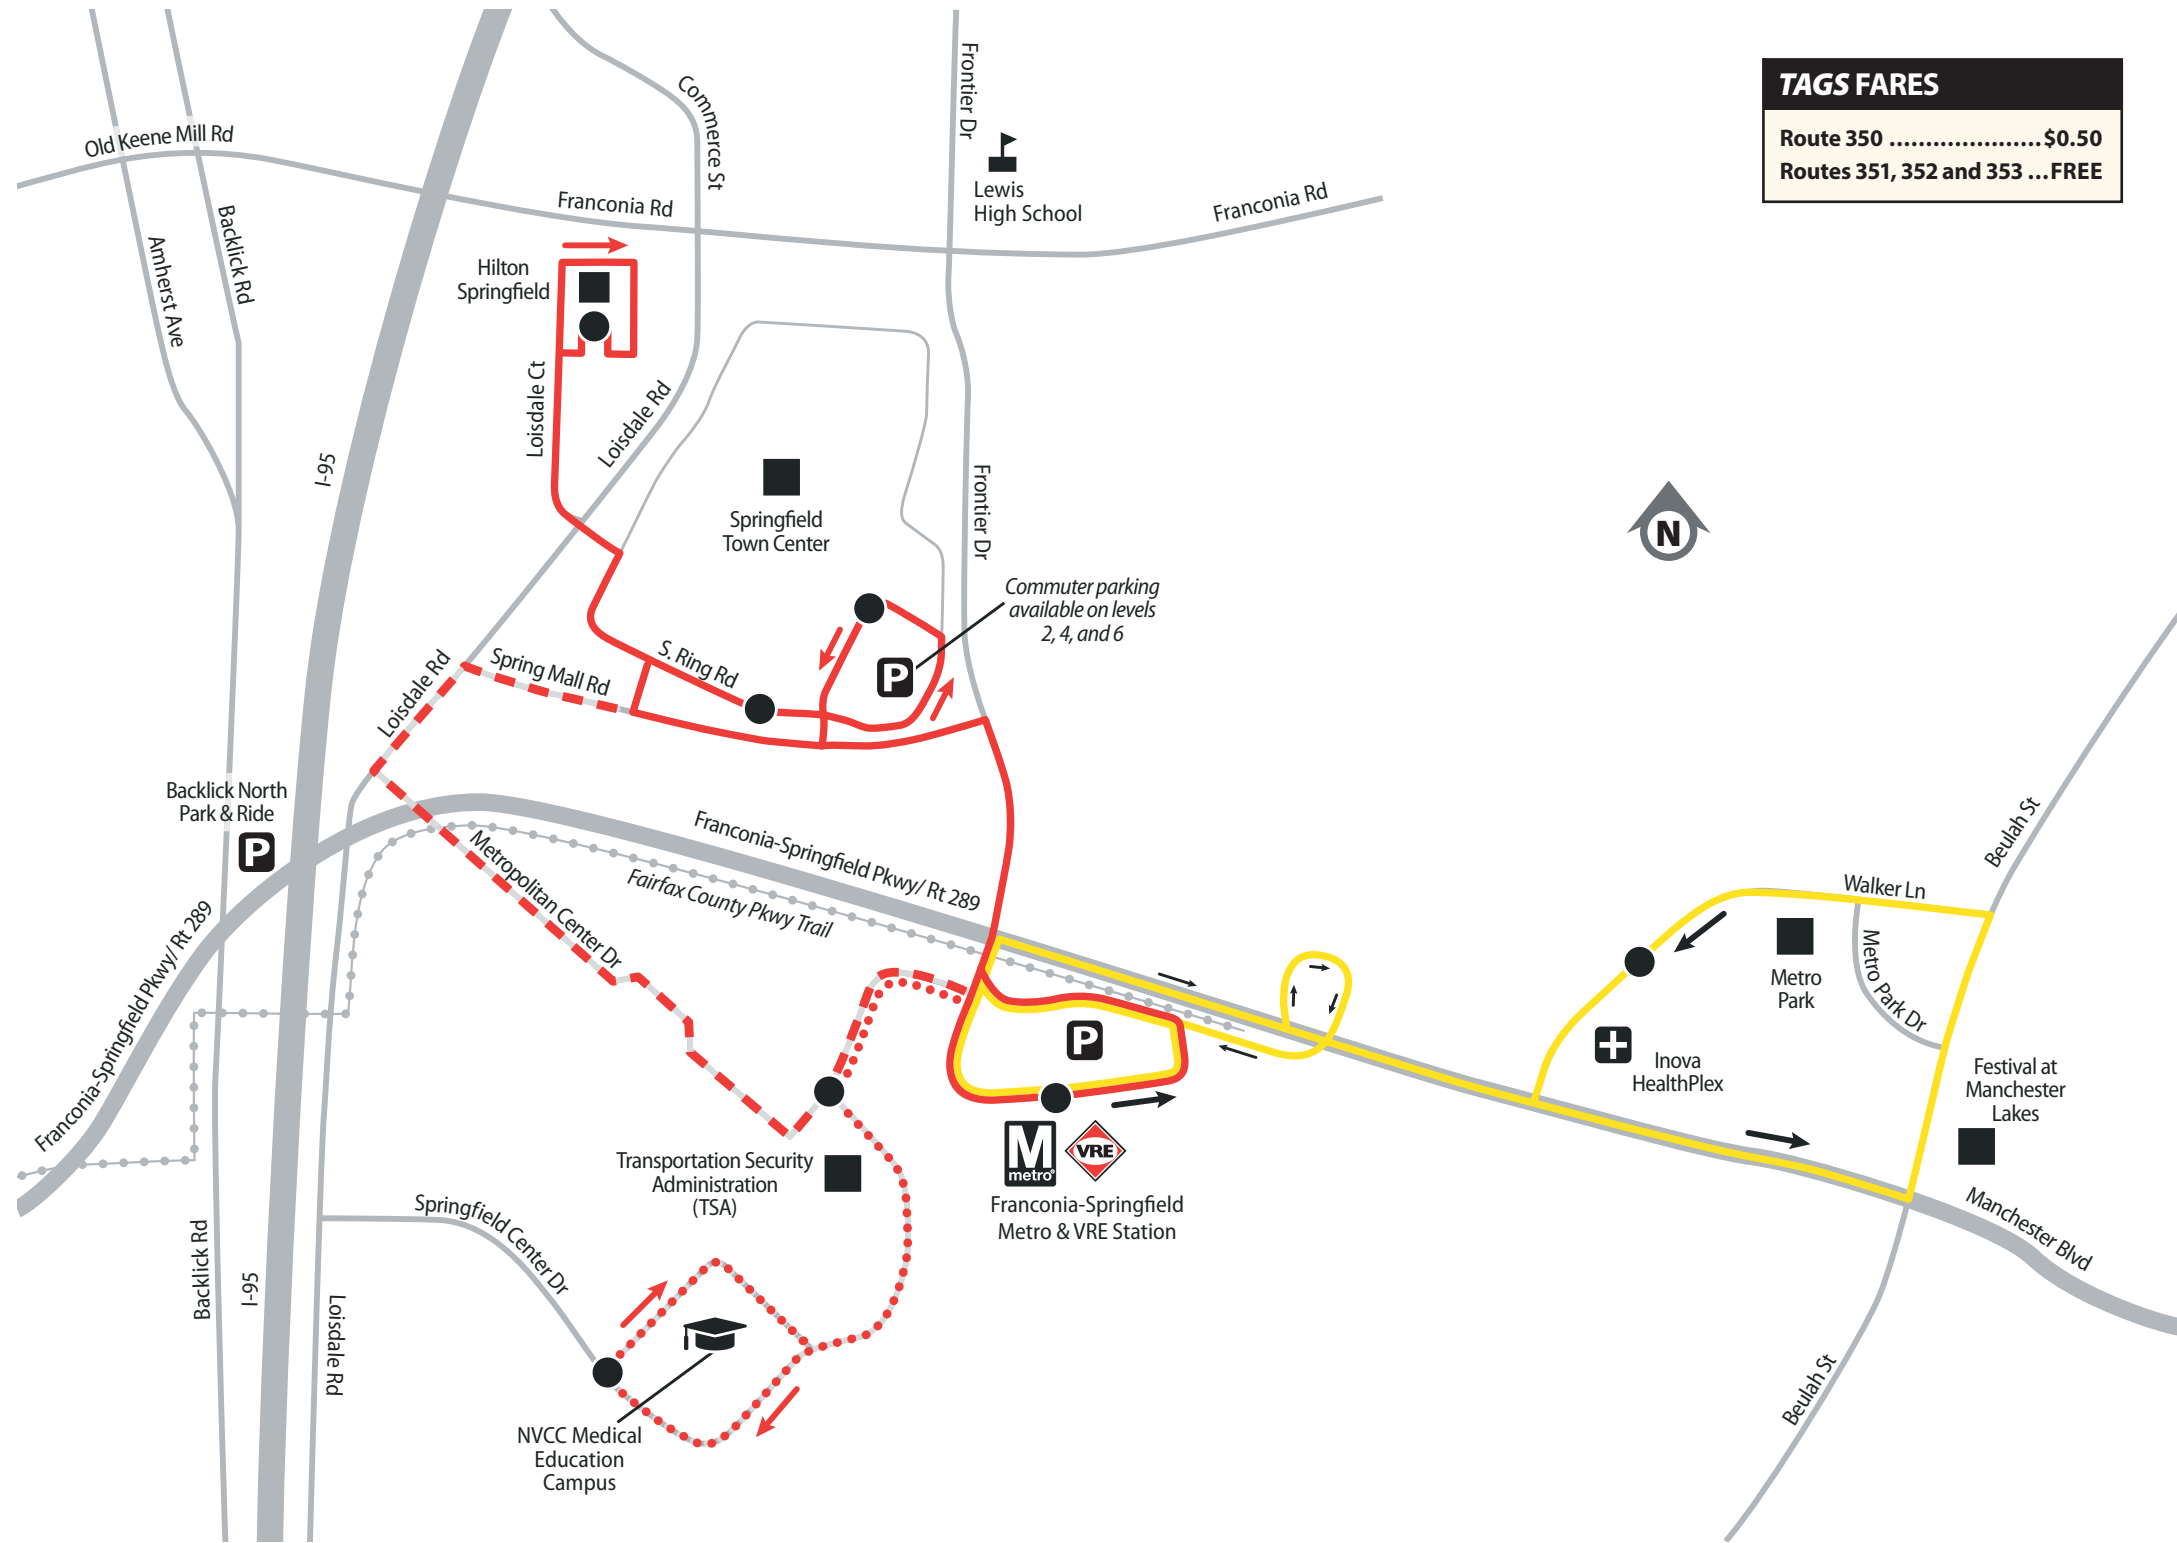 TAGS FARES
Route 350 .....................$0.50
Routes 351, 352 and 353 ...FREE
Old Keene Mill Rd
Commerce St
Frontier Dr
Lewis
High School
Franconia Rd
Franconia Rd
Backlick Rd
Amherst Ave
Hilton
Springfield
Loisdale Ct
Loisdale Rd
I-95
Springfield
Town Center
Frontier Dr
N
Commuter parking
available on levels
2, 4, and 6
P
S. Ring Rd
Spring Mall Rd
Loisdale Rd
Backlick North
Park & Ride
P
Franconia-Springfield Pkwy/ Rt 289
Fairfax County Pkwy Trail
Metropolitan Center Dr
Franconia-Springfield Pkwy/ Rt 289
Beulah St
Walker Ln
Metro Park Dr
Metro
Park
P
Inova
HealthPlex
Festival at
Manchester
Lakes
M
metro
VRE
Franconia-Springfield
Metro & VRE Station
Transportation Security
Administration
(TSA)
Manchester Blvd
Springfield Center Dr
Backlick Rd
I-95
Loisdale Rd
Beulah St
NVCC Medical
Education
Campus